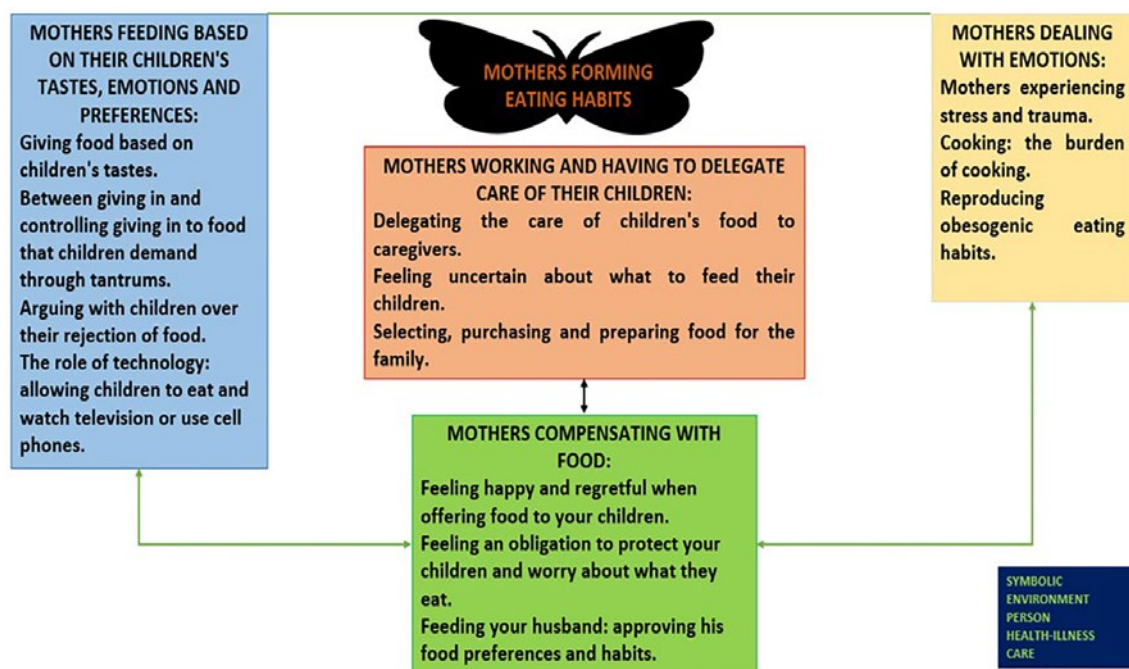 MOTHERS FEEDING BASED
ON THEIR CHILDREN'S
TASTES, EMOTIONS AND
PREFERENCES:
Giving food based on
children's tastes.
Between giving in and
controlling giving in to food
that children demand
through tantrums.
Arguing with children over
their rejection of food.
The role of technology:
allowing children to eat and
watch television or use cell
phones.
MOTHERS FORMING
EATING HABITS
MOTHERS WORKING AND HAVING TO DELEGATE
CARE OF THEIR CHILDREN:
Delegating the care of children's food to
caregivers.
Feeling uncertain about what to feed their
children.
Selecting, purchasing and preparing food for the
family.
MOTHERS DEALING
WITH EMOTIONS:
Mothers experiencing
stress and trauma.
Cooking: the burden
of cooking.
Reproducing
obesogenic eating
habits.
MOTHERS COMPENSATING WITH
FOOD:
Feeling happy and regretful when
offering food to your children.
Feeling an obligation to protect your
children and worry about what they
eat.
Feeding your husband: approving his
food preferences and habits.
SYMBOLIC
ENVIRONMENT
PERSON
HEALTH-ILLNESS
CARE